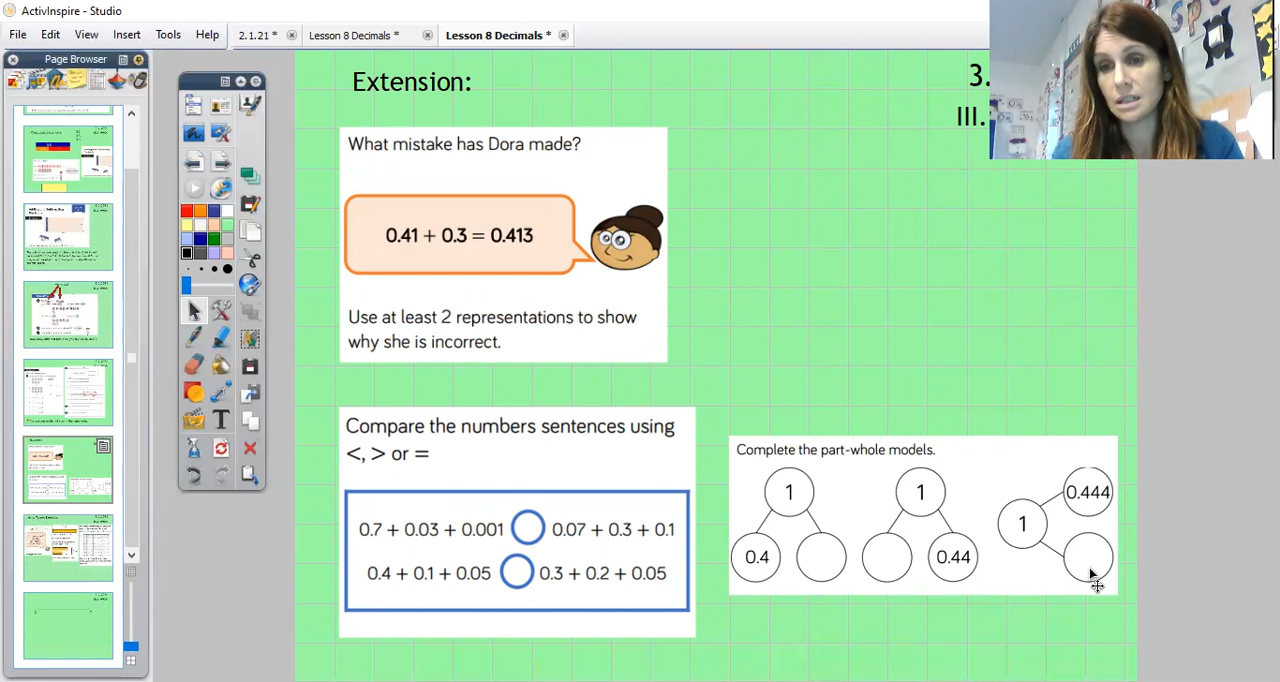 ActivInspire - Studio
File Edit View Insert Tools Help
2.1.21 * Lesson 8 Decimals * Lesson 8 Decimals *
Page Browser
Extension:
3.
III.
What mistake has Dora made?
0.41 + 0.3 = 0.413
Use at least 2 representations to show
why she is incorrect.
Compare the numbers sentences using
<, > or =
0.7 + 0.03 + 0.001 0.07 + 0.3 + 0.1
0.4 + 0.1 + 0.05 0.3 + 0.2 + 0.05
Complete the part-whole models.
1 1 0.444
1
0.4 0.44